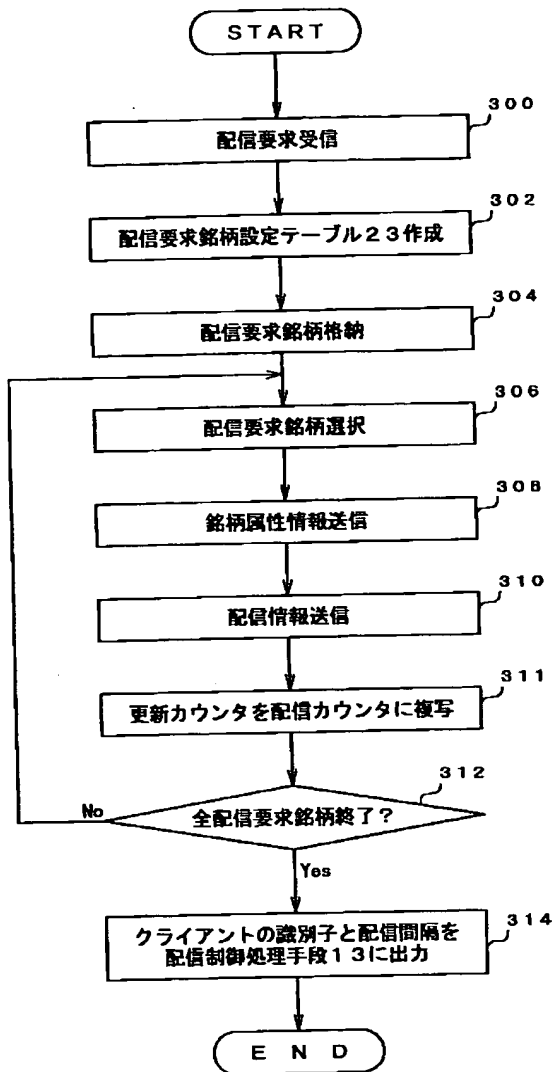 START
300
配信要求受信
302
配信要求銘柄設定テーブル23作成
304
配信要求銘柄格納
306
配信要求銘柄選択
308
銘柄属性情報送信
310
配信情報送信
311
更新カウンタを配信カウンタに複写
312
No
全配信要求銘柄終了?
Yes
314
クライアントの識別子と配信間隔を
配信制御処理手段13に出力
END